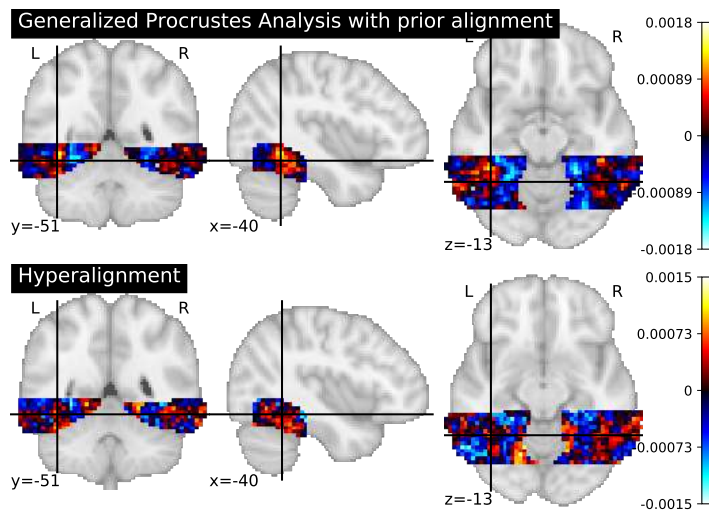 Generalized Procrustes Analysis with prior alignment
L R L R
y=-51 x=-40 z=-13
0.0018
0.00089
0
-0.00089
-0.0018
Hyperalignment
L R L R
y=-51 x=-40 z=-13
0.0015
0.00073
0
-0.00073
-0.0015